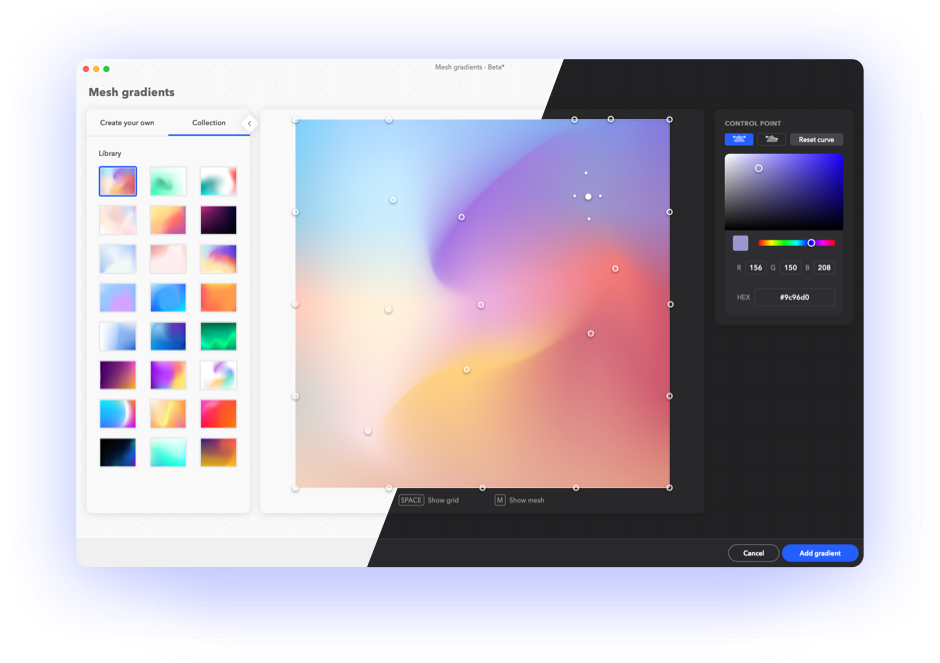 Mesh gradients - Beta*
Mesh gradients
Create your own
Collection
Library
SPACE Show grid
M Show mesh
CONTROL POINT
Reset curve
R 156 G 150 B 208
HEX #9c96d0
Cancel
Add gradient